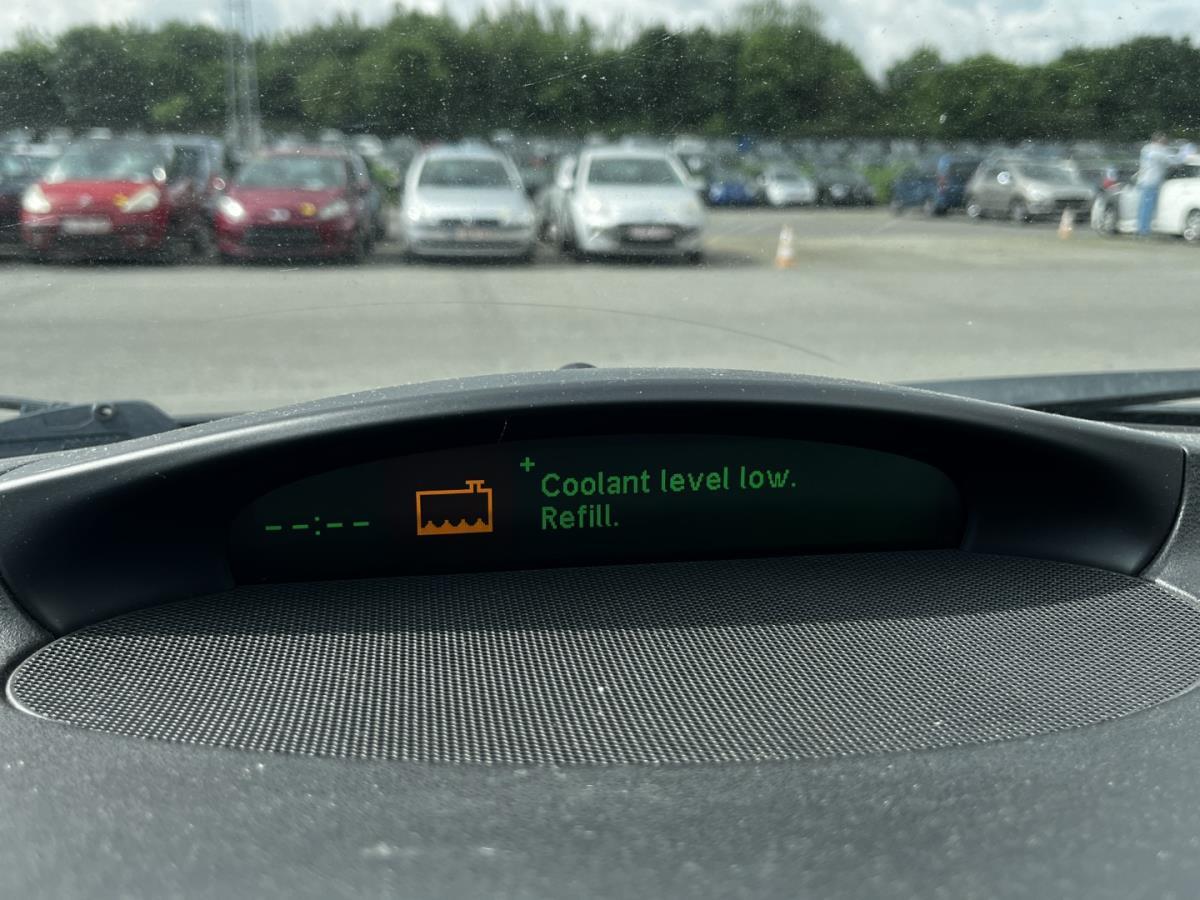 --:--
+
Coolant level low.
Refill.